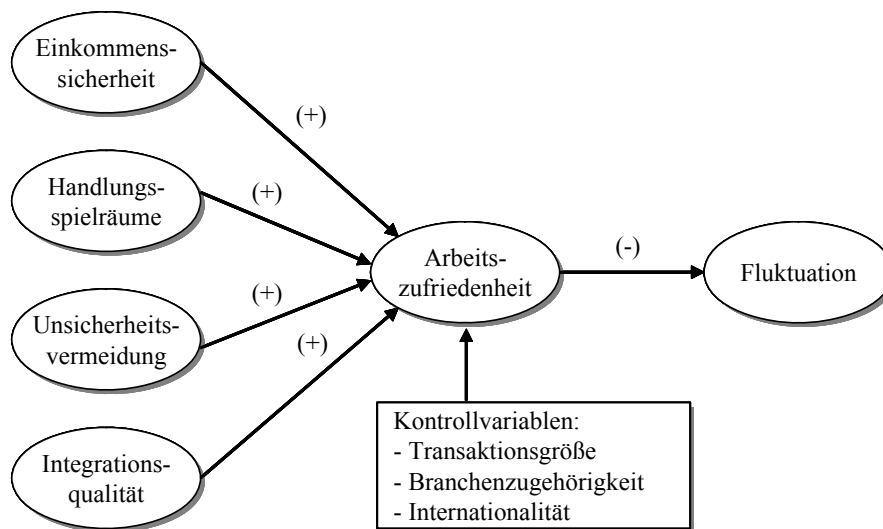 Einkommens-
sicherheit
(+)
Handlungs-
spielräume
(+)
Arbeits-
zufriedenheit
(-)
Fluktuation
Unsicherheits-
vermeidung
(+)
(+)
Integrations-
qualität
Kontrollvariablen:
- Transaktionsgröße
- Branchenzugehörigkeit
- Internationalität